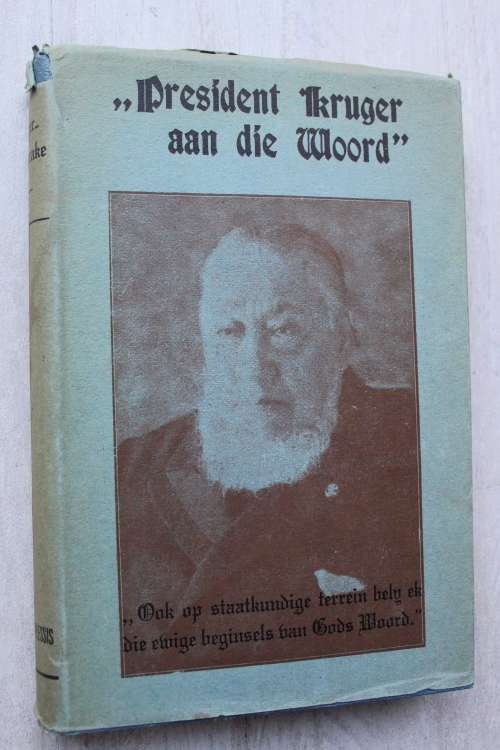 „President Kruger
aan die Woord”
„Ook op staatkundige terrein bely ek
die ewige beginsels van Gods Woord.”